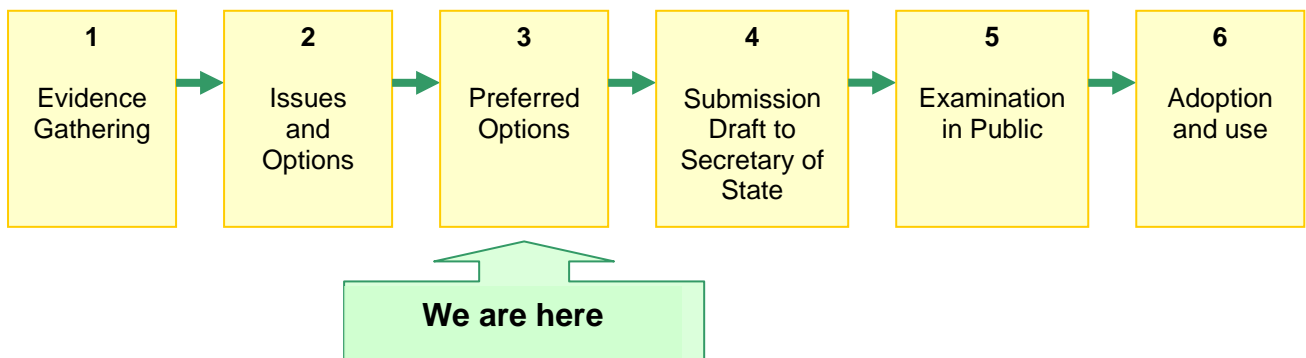 1
Evidence
Gathering
2
Issues
and
Options
3
Preferred
Options
4
Submission
Draft to
Secretary of
State
5
Examination
in Public
6
Adoption
and use
We are here